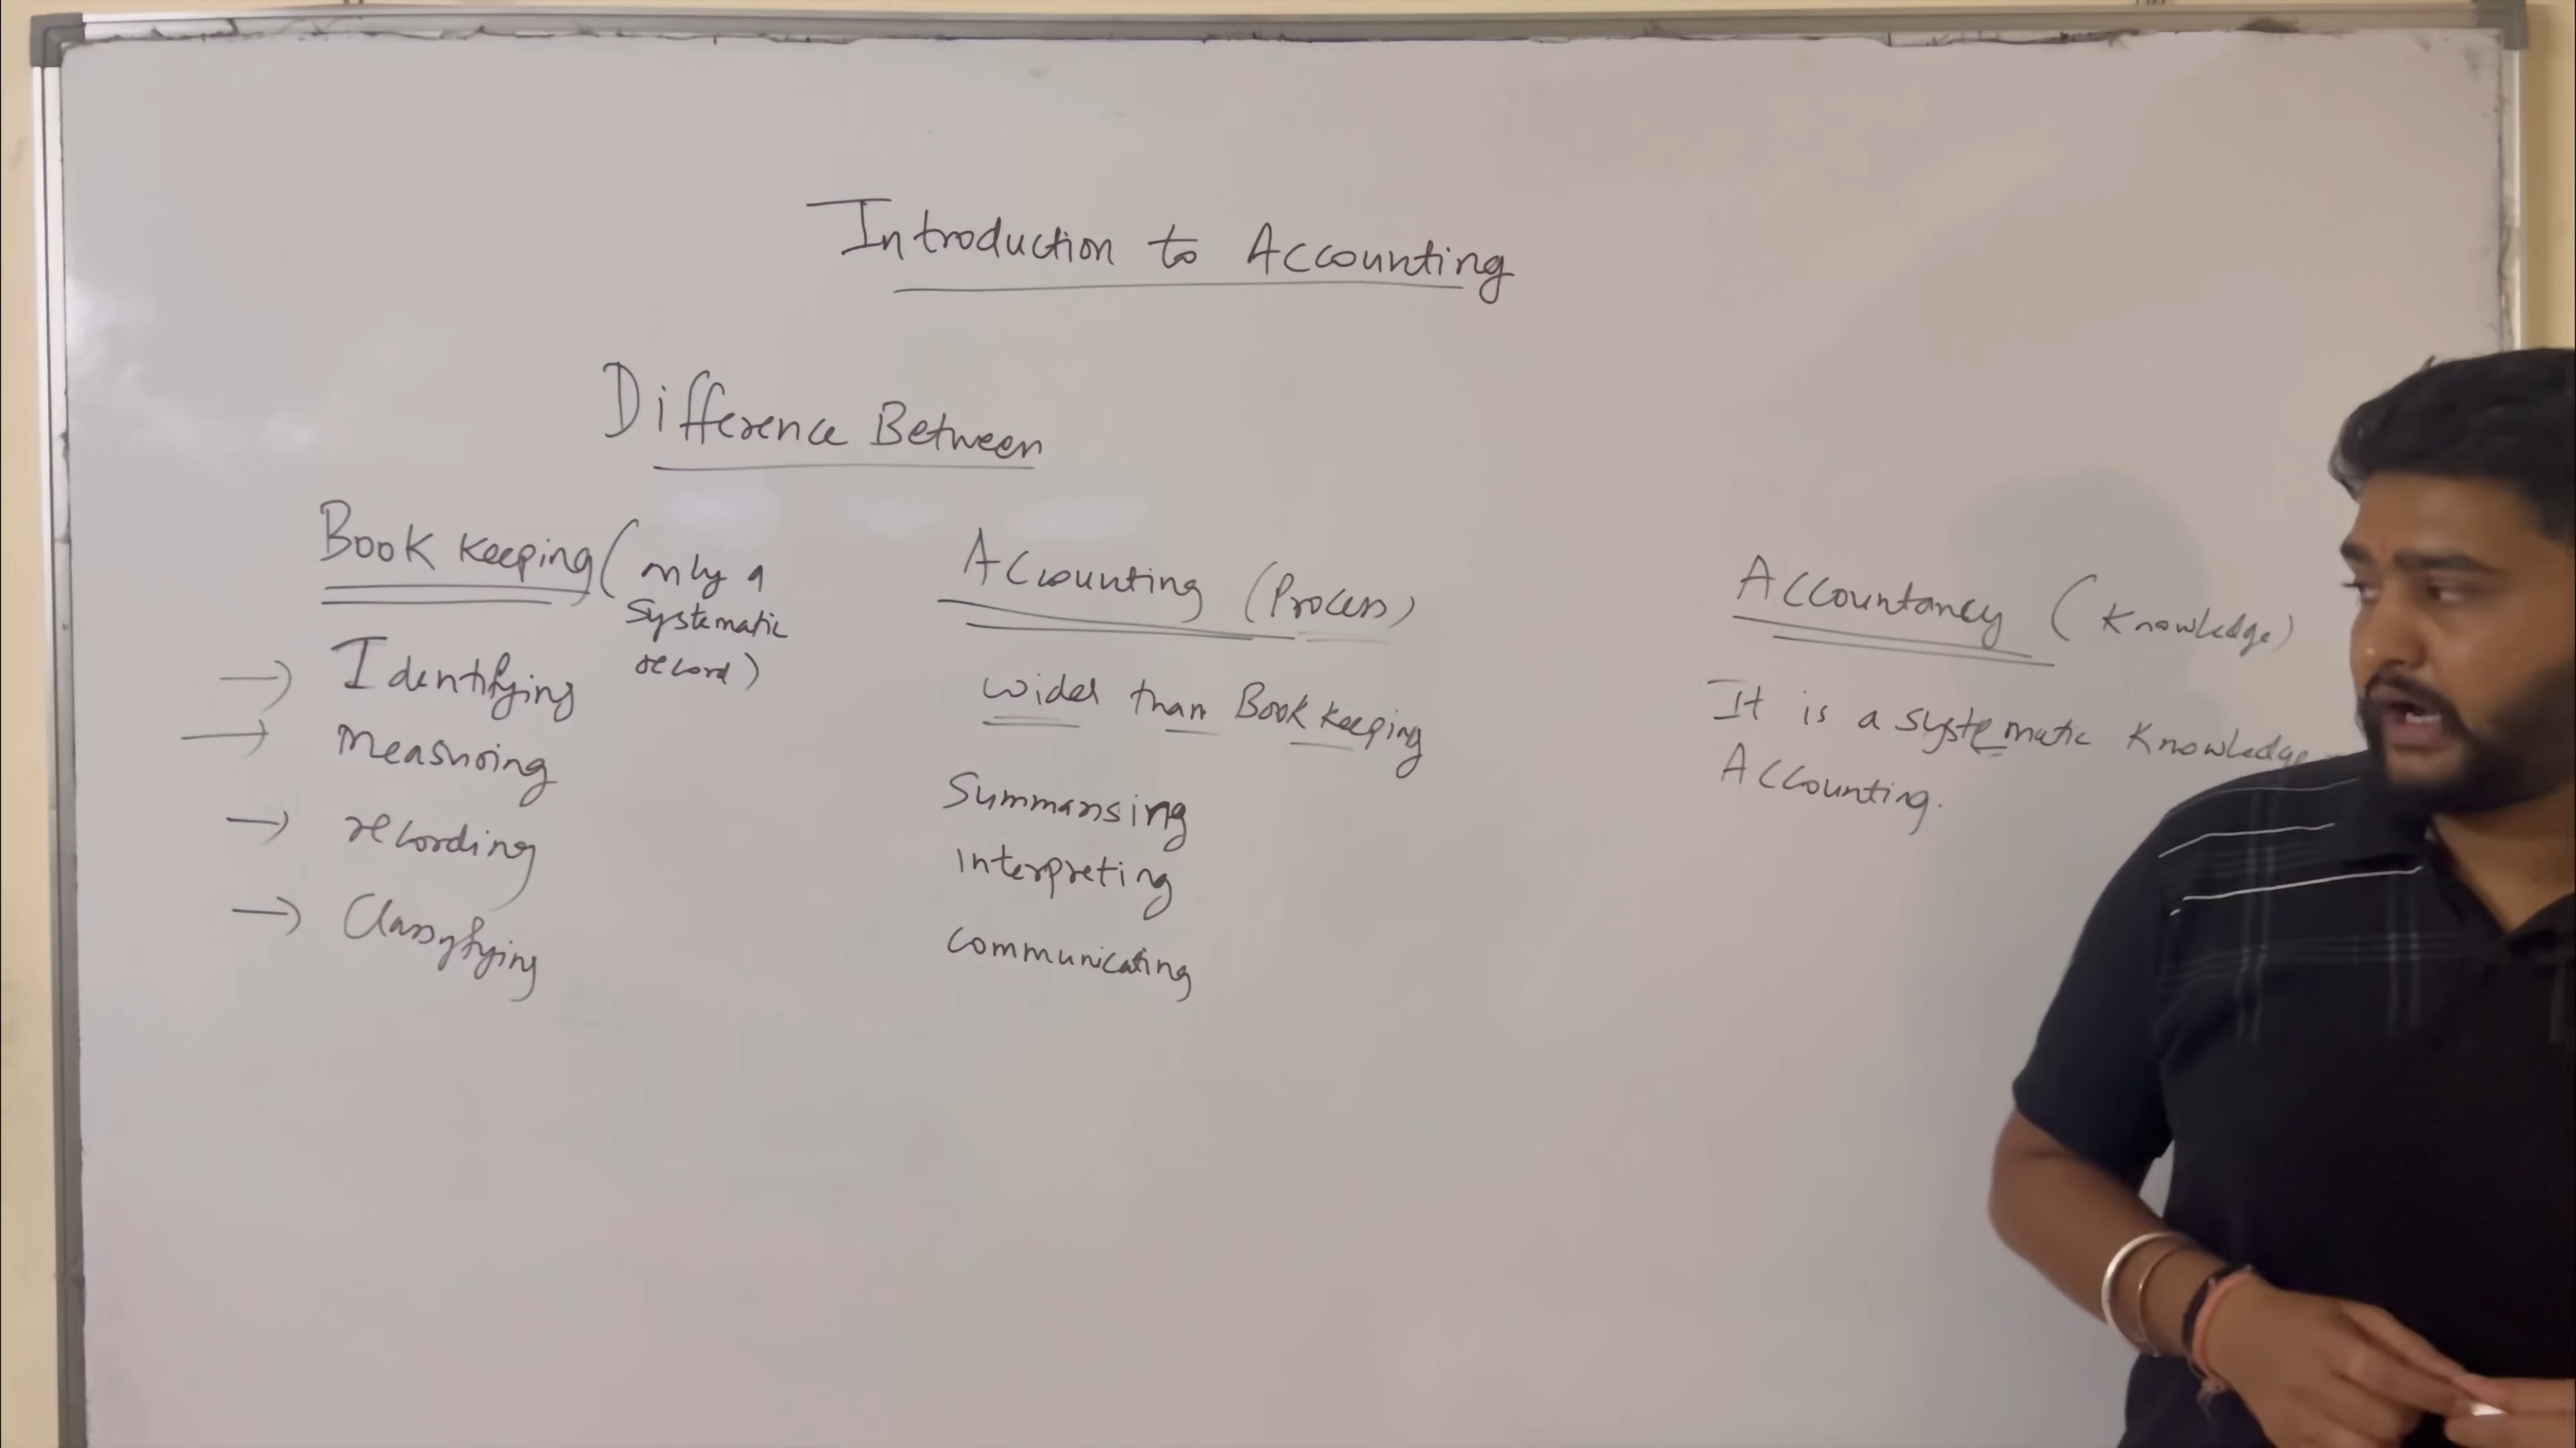 Introduction to Accounting
Difference Between
Book keeping (only a
systematic
record)
→ Identifying
→ Measuring
→ recording
→ Classyfying
Accounting (Process)
wider than Book keeping
Summarising
interpreting
communicating
Accountancy (Knowledge)
It is a systematic knowledge
Accounting.